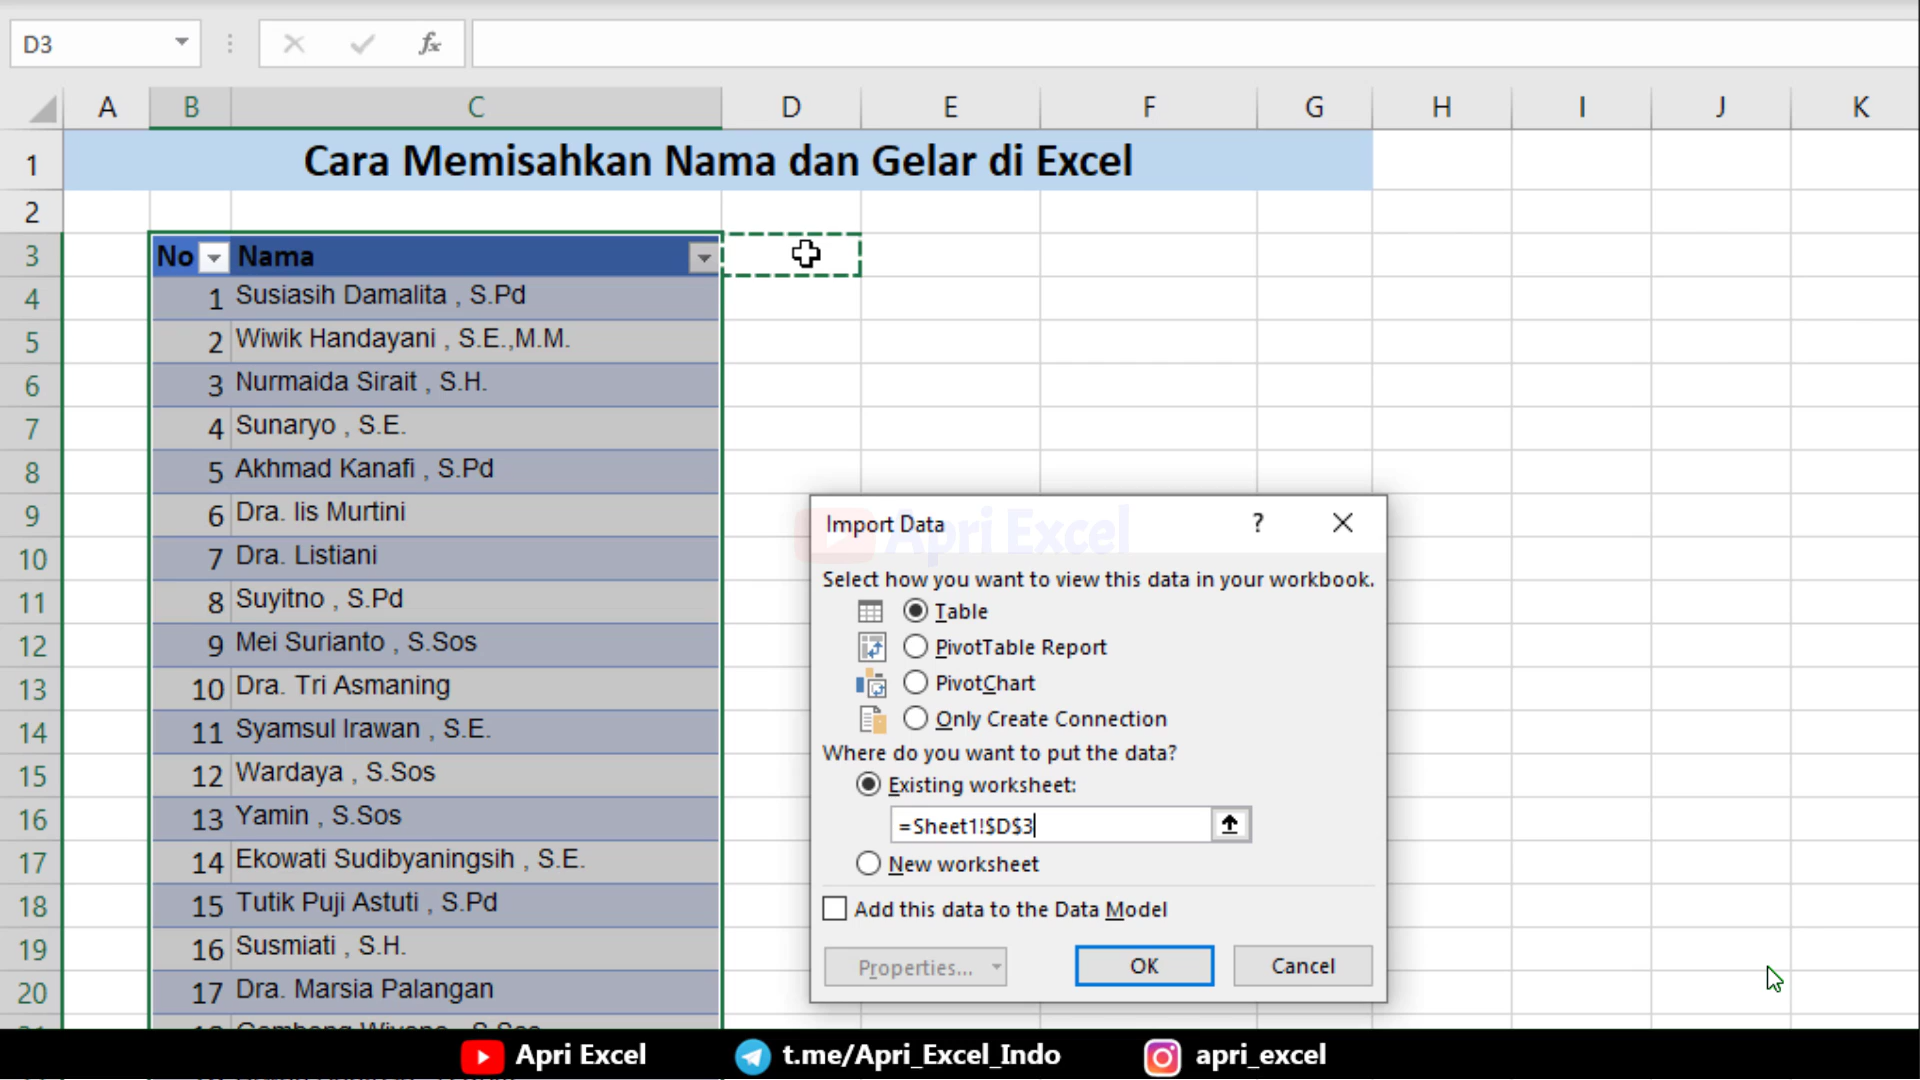 D3
fx
A B C D E F G H I J K
1 Cara Memisahkan Nama dan Gelar di Excel
2
3 No Nama
4 1 Susiasih Damalita , S.Pd
5 2 Wiwik Handayani , S.E.,M.M.
6 3 Nurmaida Sirait , S.H.
7 4 Sunaryo , S.E.
8 5 Akhmad Kanafi , S.Pd
9 6 Dra. Iis Murtini
10 7 Dra. Listiani
11 8 Suyitno , S.Pd
12 9 Mei Surianto , S.Sos
13 10 Dra. Tri Asmaning
14 11 Syamsul Irawan , S.E.
15 12 Wardaya , S.Sos
16 13 Yamin , S.Sos
17 14 Ekowati Sudibyaningsih , S.E.
18 15 Tutik Puji Astuti , S.Pd
19 16 Susmiati , S.H.
20 17 Dra. Marsia Palangan
Import Data ?
Apri Excel
Select how you want to view this data in your workbook.
Table
PivotTable Report
PivotChart
Only Create Connection
Where do you want to put the data?
Existing worksheet:
=Sheet1!$D$3
New worksheet
Add this data to the Data Model
Properties... OK Cancel
Apri Excel t.me/Apri_Excel_Indo apri_excel